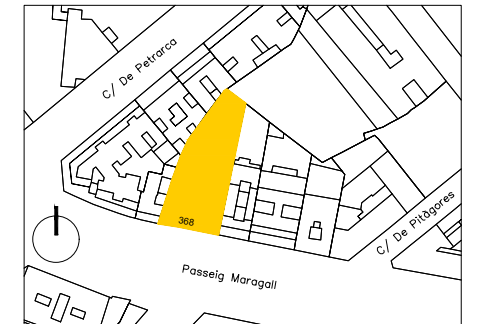 C/ De Petrarca
368
C/ De Pitàgores
Passeig Maragall